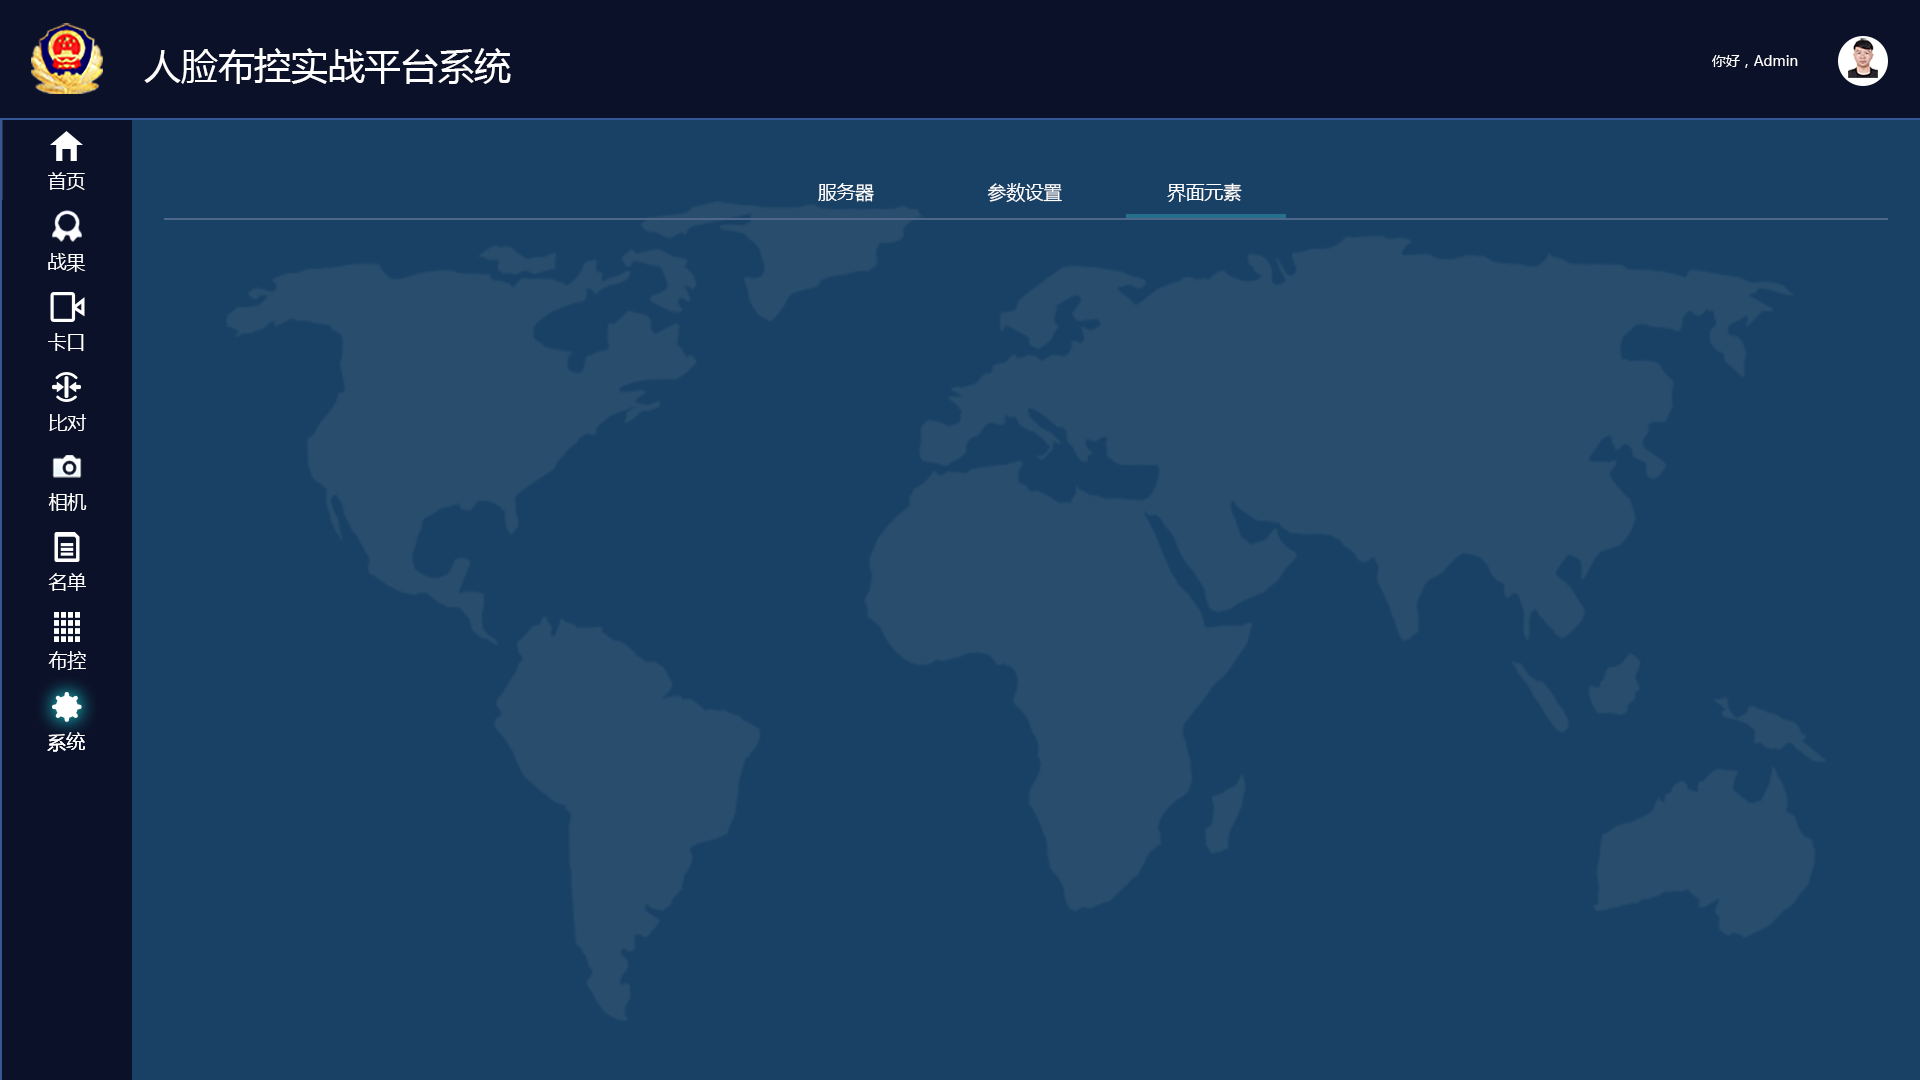 人脸布控实战平台系统
你好，Admin
首页
战果
卡口
比对
相机
名单
布控
系统
服务器
参数设置
界面元素